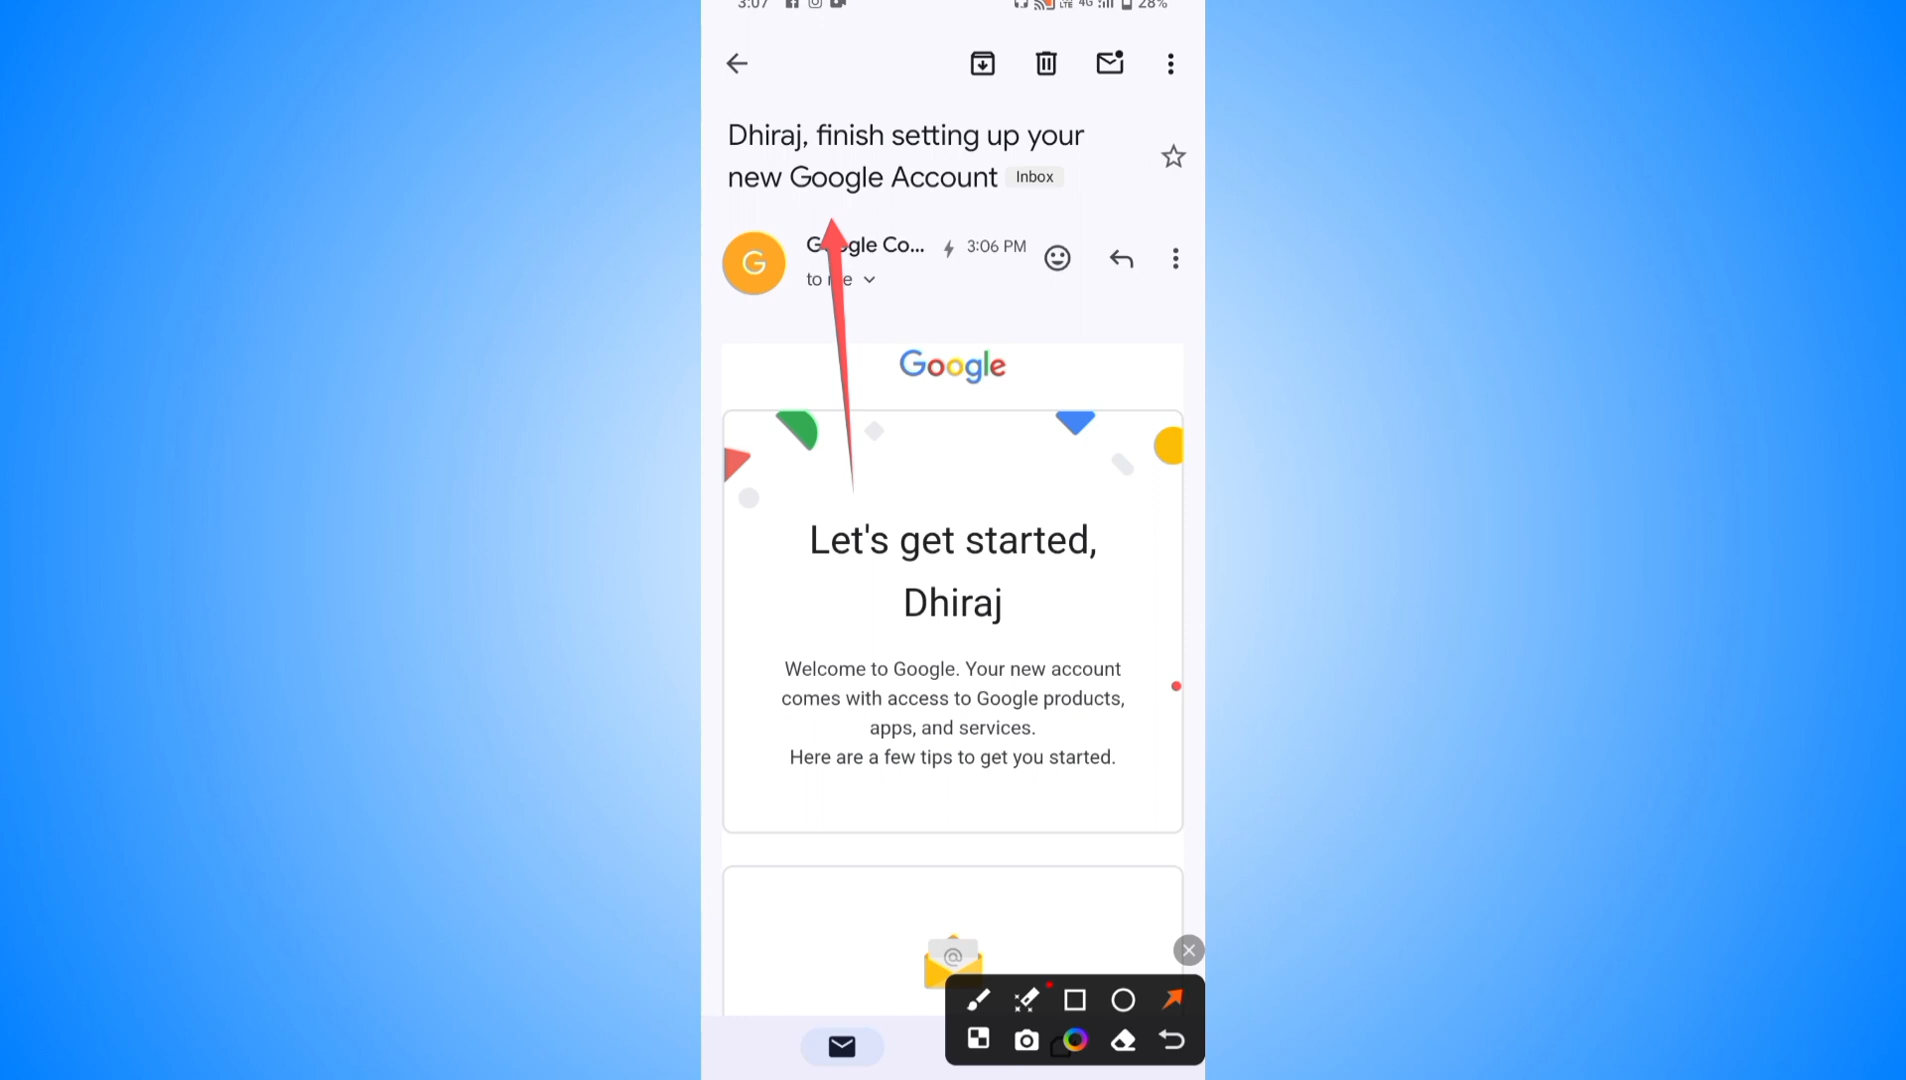 3:07 LTE 4G 28%
Dhiraj, finish setting up your
new Google Account Inbox
G Google Co... 3:06 PM
to me
Google
Let's get started,
Dhiraj
Welcome to Google. Your new account
comes with access to Google products,
apps, and services.
Here are a few tips to get you started.
@